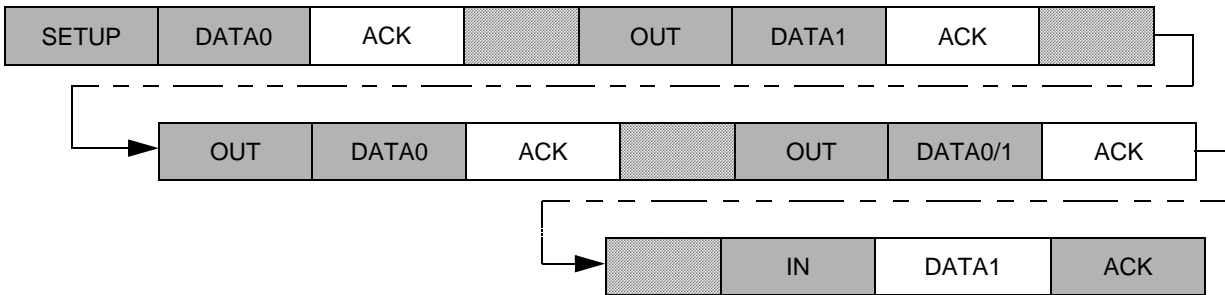 SETUP DATA0 ACK OUT DATA1 ACK
OUT DATA0 ACK OUT DATA0/1 ACK
IN DATA1 ACK